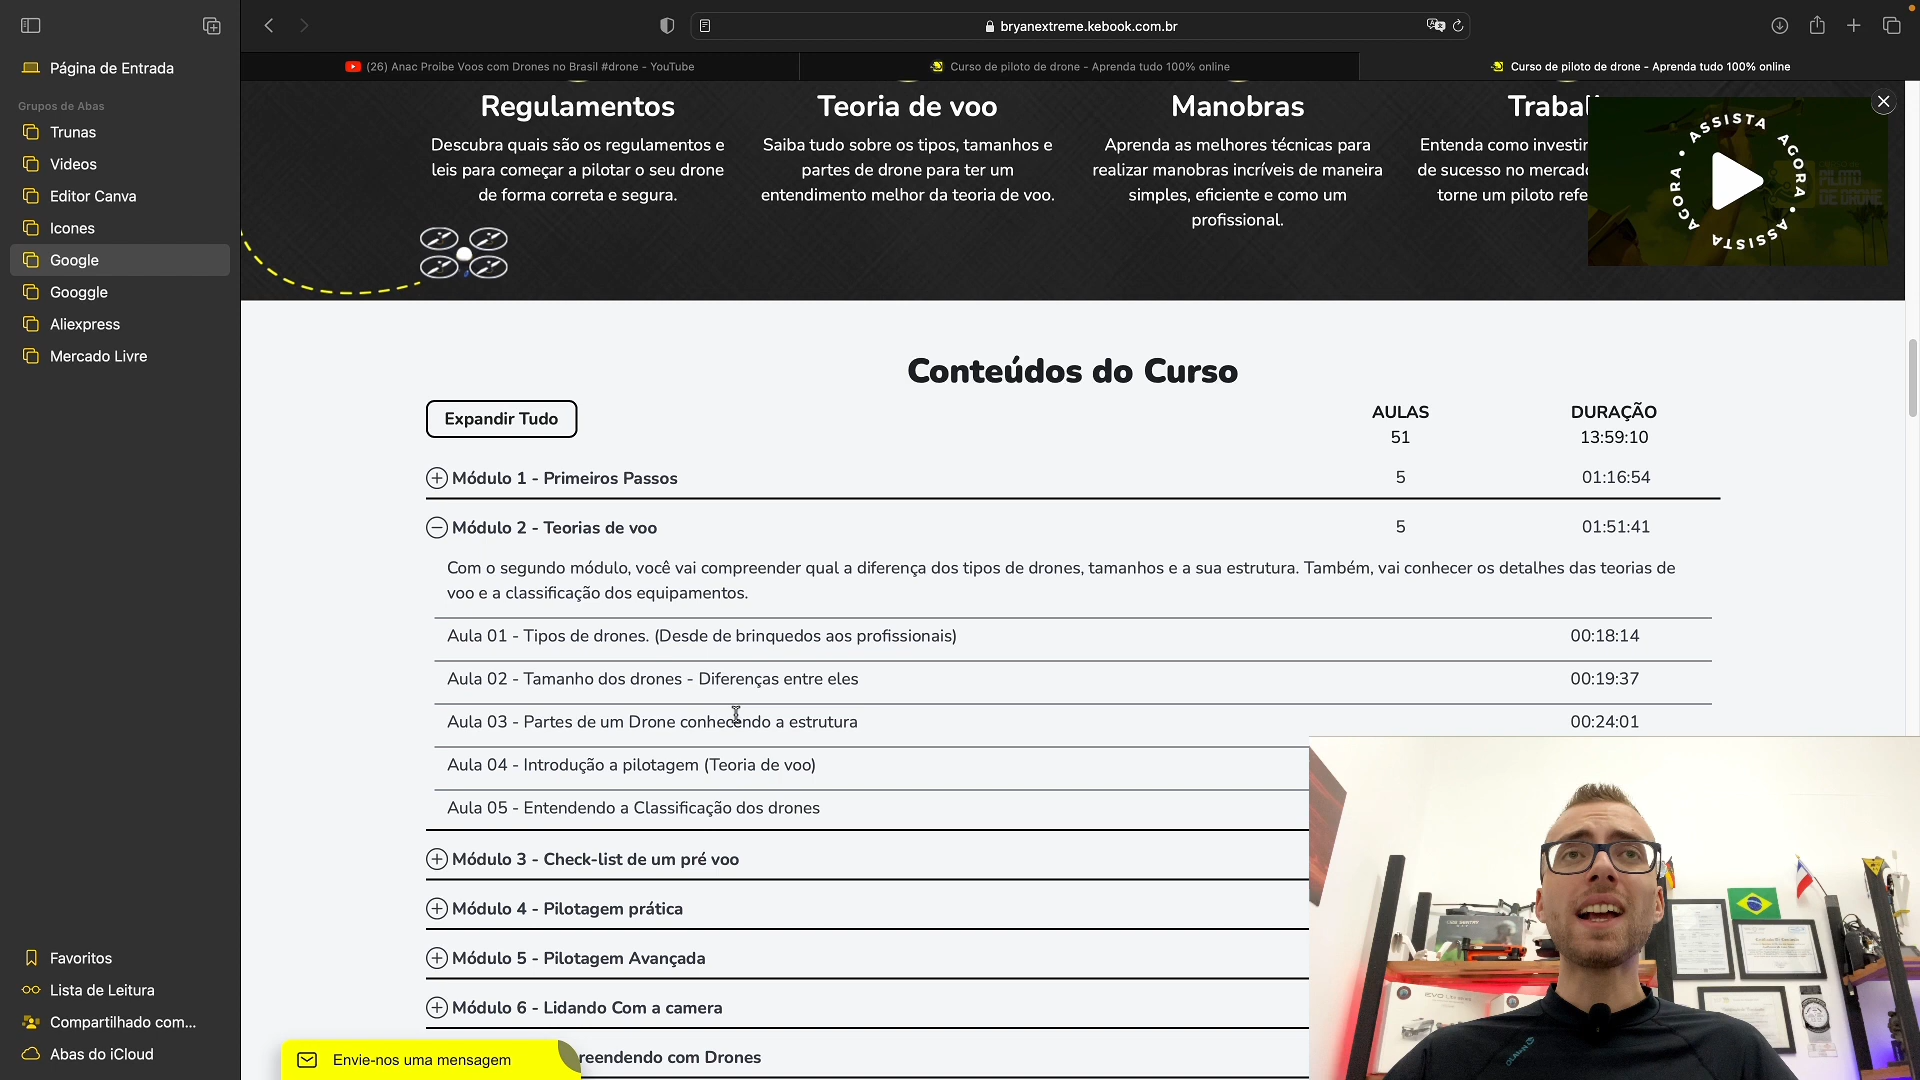 bryanextreme.kebook.com.br
Página de Entrada
Grupos de Abas
Trunas
Videos
Editor Canva
Icones
Google
Googgle
Aliexpress
Mercado Livre
Favoritos
Lista de Leitura
Compartilhado com...
Abas do iCloud
(26) Anac Proibe Voos com Drones no Brasil #drone - YouTube
Curso de piloto de drone - Aprenda tudo 100% online
Curso de piloto de drone - Aprenda tudo 100% online
Regulamentos
Descubra quais são os regulamentos e
leis para começar a pilotar o seu drone
de forma correta e segura.
Teoria de voo
Saiba tudo sobre os tipos, tamanhos e
partes de drone para ter um
entendimento melhor da teoria de voo.
Manobras
Aprenda as melhores técnicas para
realizar manobras incríveis de maneira
simples, eficiente e como um
profissional.
Entenda como investir
de sucesso no mercado
torne um piloto
ASSISTA AGORA • ASSISTA AGORA •
PILOTO
DE DRONE
Conteúdos do Curso
Expandir Tudo
AULAS
51
DURAÇÃO
13:59:10
Módulo 1 - Primeiros Passos 5 01:16:54
Módulo 2 - Teorias de voo 5 01:51:41
Com o segundo módulo, você vai compreender qual a diferença dos tipos de drones, tamanhos e a sua estrutura. Também, vai conhecer os detalhes das teorias de
voo e a classificação dos equipamentos.
Aula 01 - Tipos de drones. (Desde de brinquedos aos profissionais) 00:18:14
Aula 02 - Tamanho dos drones - Diferenças entre eles 00:19:37
Aula 03 - Partes de um Drone conhecendo a estrutura 00:24:01
Aula 04 - Introdução a pilotagem (Teoria de voo)
Aula 05 - Entendendo a Classificação dos drones
Módulo 3 - Check-list de um pré voo
Módulo 4 - Pilotagem prática
Módulo 5 - Pilotagem Avançada
Módulo 6 - Lidando Com a camera
reendendo com Drones
Envie-nos uma mensagem